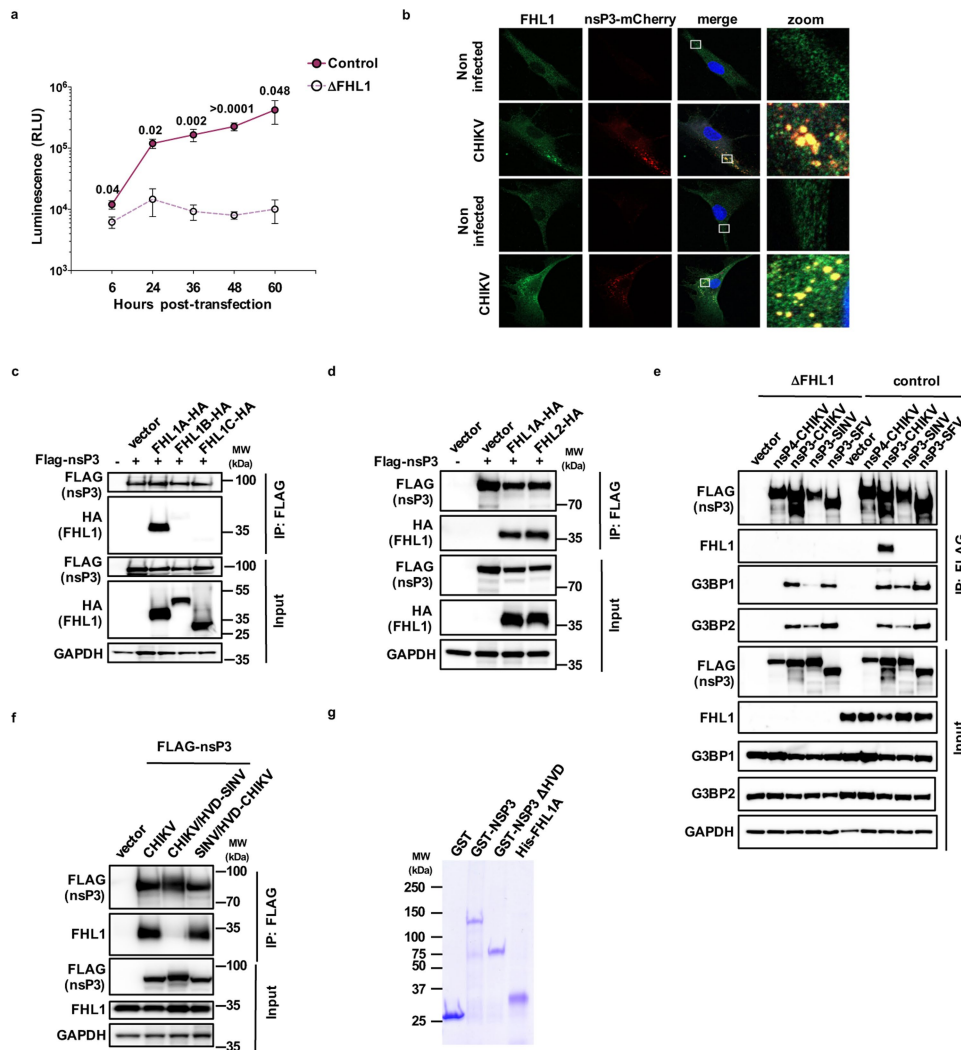 a
Control
ΔFHL1
Luminescence (RLU)
10⁶
10⁵
10⁴
10³
0.04
0.02
0.002
>0.0001
0.048
6 24 36 48 60
Hours post-transfection
b
FHL1 nsP3-mCherry merge zoom
Non infected
CHIKV
Non infected
CHIKV
c
vector
FHL1A-HA
FHL1B-HA
FHL1C-HA
MW (kDa)
Flag-nsP3 - + + + +
FLAG (nsP3)
100
HA (FHL1)
35
IP: FLAG
FLAG (nsP3)
100
HA (FHL1)
55
35
25
GAPDH
35
Input
d
vector
vector
FHL1A-HA
FHL2-HA
MW (kDa)
Flag-nsP3 - + + +
FLAG (nsP3)
70
HA (FHL1)
35
IP: FLAG
FLAG (nsP3)
70
HA (FHL1)
35
GAPDH
35
Input
e
ΔFHL1 control
vector
nsP4-CHIKV
nsP3-CHIKV
nsP3-SINV
nsP3-SFV
vector
nsP4-CHIKV
nsP3-CHIKV
nsP3-SINV
nsP3-SFV
FLAG (nsP3)
FHL1
G3BP1
G3BP2
IP: FLAG
FLAG (nsP3)
FHL1
G3BP1
G3BP2
GAPDH
Input
f
FLAG-nsP3
vector
CHIKV
CHIKV/HVD-SINV
SINV/HVD-CHIKV
MW (kDa)
FLAG (nsP3)
100
70
FHL1
35
IP: FLAG
FLAG (nsP3)
100
FHL1
35
GAPDH
35
Input
g
GST
GST-NSP3
GST-NSP3 ΔHVD
His-FHL1A
MW (kDa)
250
150
100
75
50
37
25